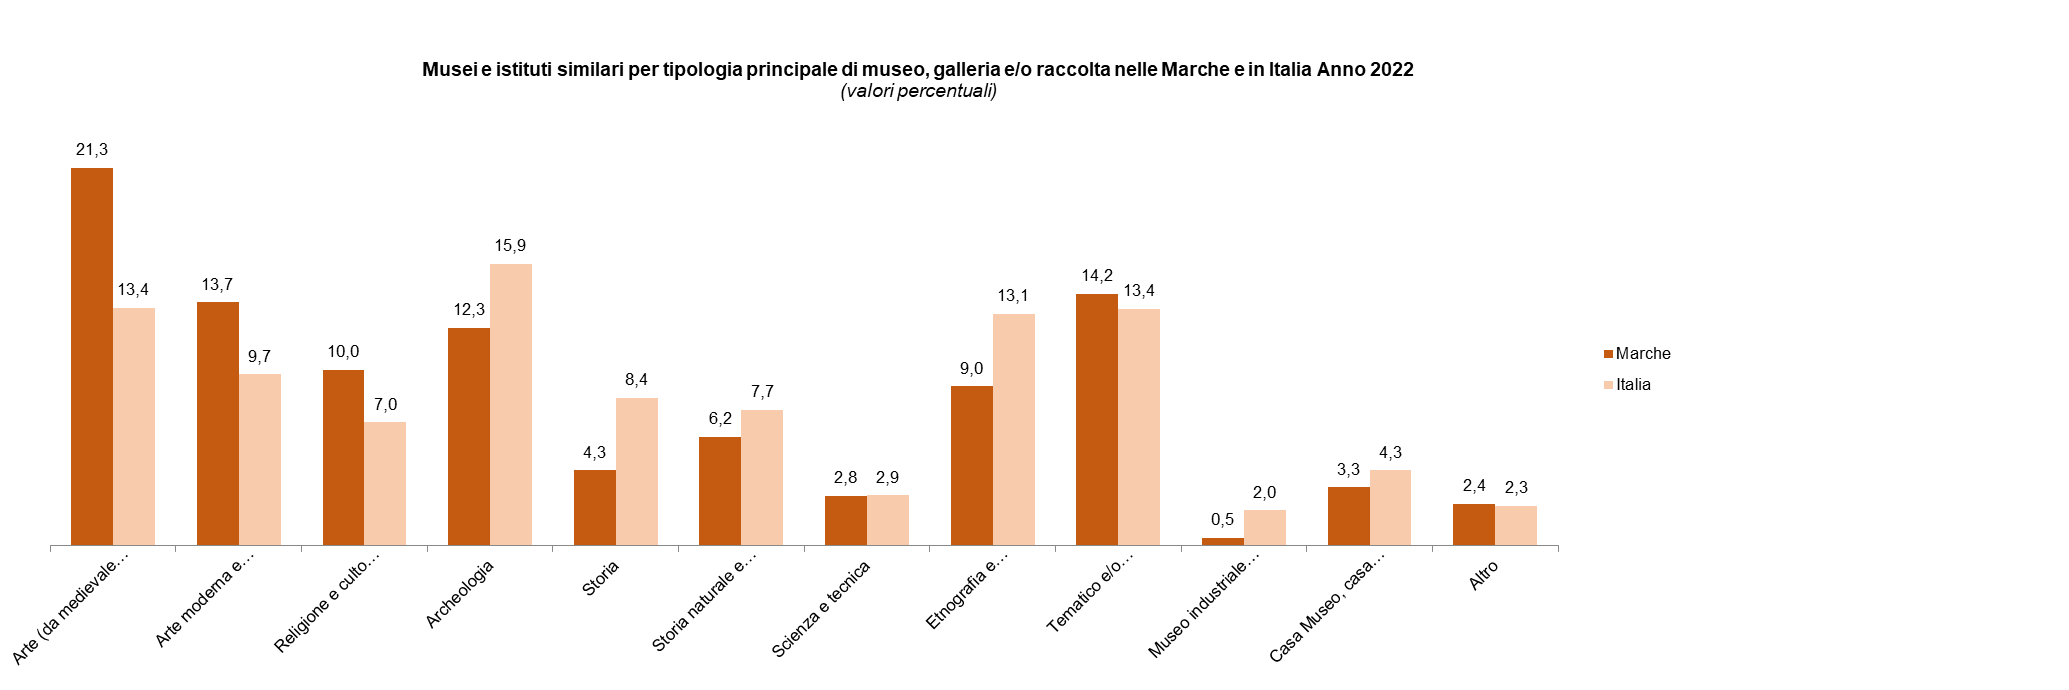 Musei e istituti similari per tipologia principale di museo, galleria e/o raccolta nelle Marche e in Italia Anno 2022
(valori percentuali)
21,3
13,4
13,7
9,7
10,0
7,0
12,3
15,9
4,3
8,4
6,2
7,7
2,8
2,9
9,0
13,1
14,2
13,4
0,5
2,0
3,3
4,3
2,4
2,3
Marche
Italia
Arte (da medievale…
Arte moderna e…
Religione e culto…
Archeologia
Storia
Storia naturale e…
Scienza e tecnica
Etnografia e…
Tematico e/o…
Museo industriale…
Casa Museo, casa…
Altro